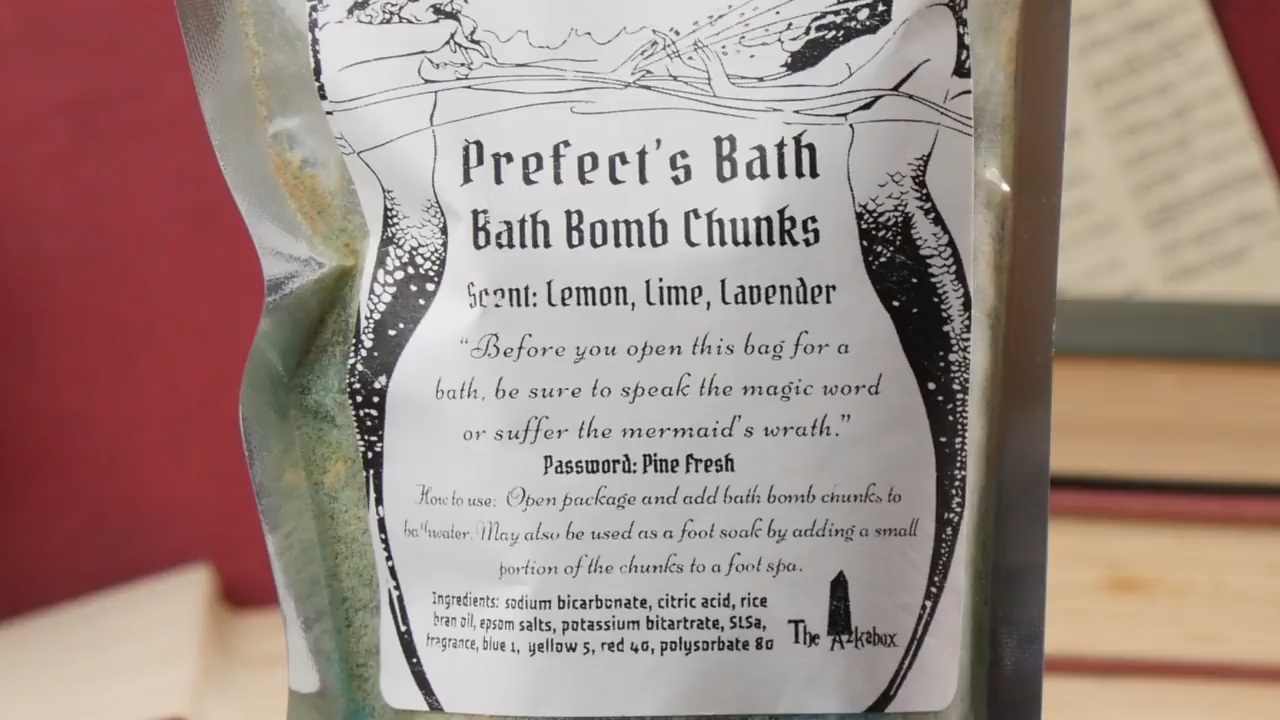 Prefect's Bath
Bath Bomb Chunks
Scent: Lemon, Lime, Lavender
“Before you open this bag for a
bath, be sure to speak the magic word
or suffer the mermaid's wrath.”
Password: Pine Fresh
How to use: Open package and add bath bomb chunks to
bathwater. May also be used as a foot soak by adding a small
portion of the chunks to a foot spa.
Ingredients: sodium bicarbonate, citric acid, rice
bran oil, epsom salts, potassium bitartrate, SLSa,
fragrance, blue 1, yellow 5, red 40, polysorbate 80
The Azkabox